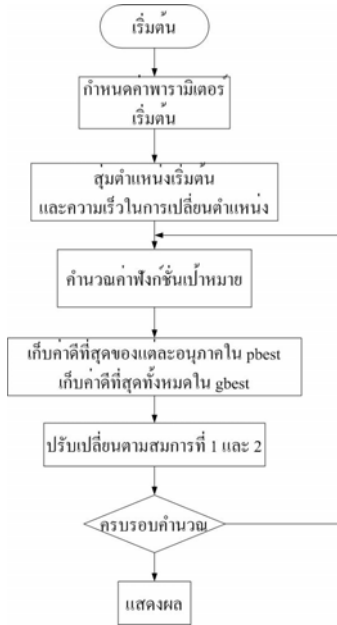 เริ่มต้น
กำหนดค่าพารามิเตอร์
เริ่มต้น
สุ่มตำแหน่งเริ่มต้น
และความเร็วในการเปลี่ยนตำแหน่ง
คำนวณค่าฟังก์ชั่นเป้าหมาย
เก็บค่าดีที่สุดของแต่ละอนุภาคใน pbest
เก็บค่าดีที่สุดทั้งหมดใน gbest
ปรับเปลี่ยนตามสมการที่ 1 และ 2
ครบรอบคำนวณ
แสดงผล